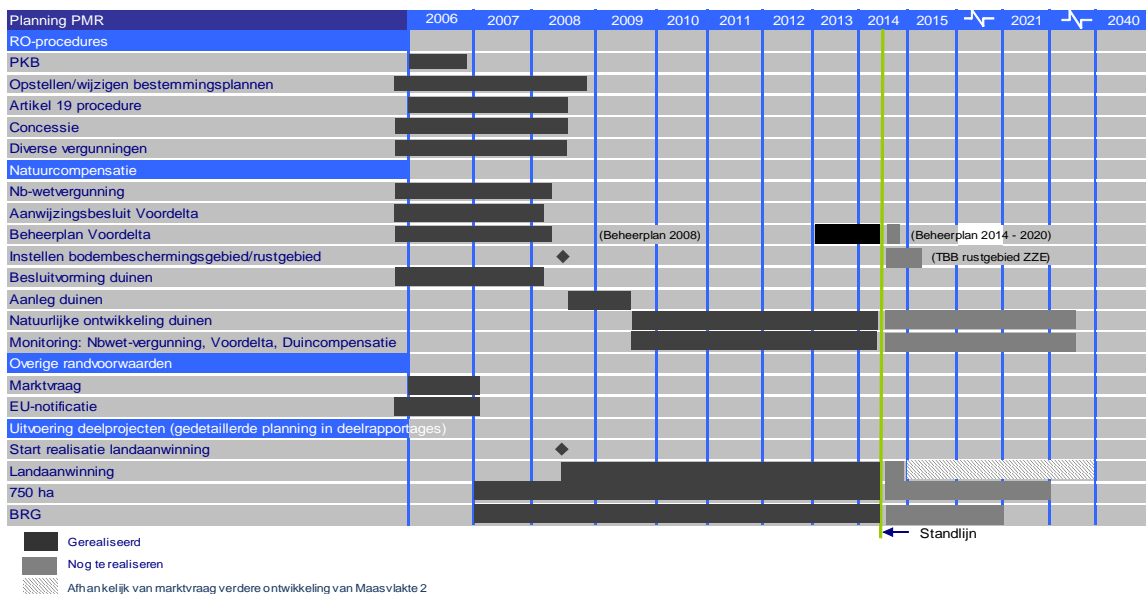 Planning PMR 2006 2007 2008 2009 2010 2011 2012 2013 2014 2015 2021 2040
RO-procedures
PKB
Opstellen/wijzigen bestemmingsplannen
Artikel 19 procedure
Concessie
Diverse vergunningen
Natuurcompensatie
Nb-wetvergunning
Aanwijzingsbesluit Voordelta
Beheerplan Voordelta (Beheerplan 2008) (Beheerplan 2014 - 2020)
Instellen bodembeschermingsgebied/rustgebied (TBB rustgebied ZZE)
Besluitvorming duinen
Aanleg duinen
Natuurlijke ontwikkeling duinen
Monitoring: Nbwet-vergunning, Voordelta, Duincompensatie
Overige randvoorwaarden
Marktvraag
EU-notificatie
Uitvoering deelprojecten (gedetaillerde planning in deelrapportages)
Start realisatie landaanwinning
Landaanwinning
750 ha
BRG
Standlijn
Gerealiseerd
Nog te realiseren
Afhankelijk van marktvraag verdere ontwikkeling van Maasvlakte 2